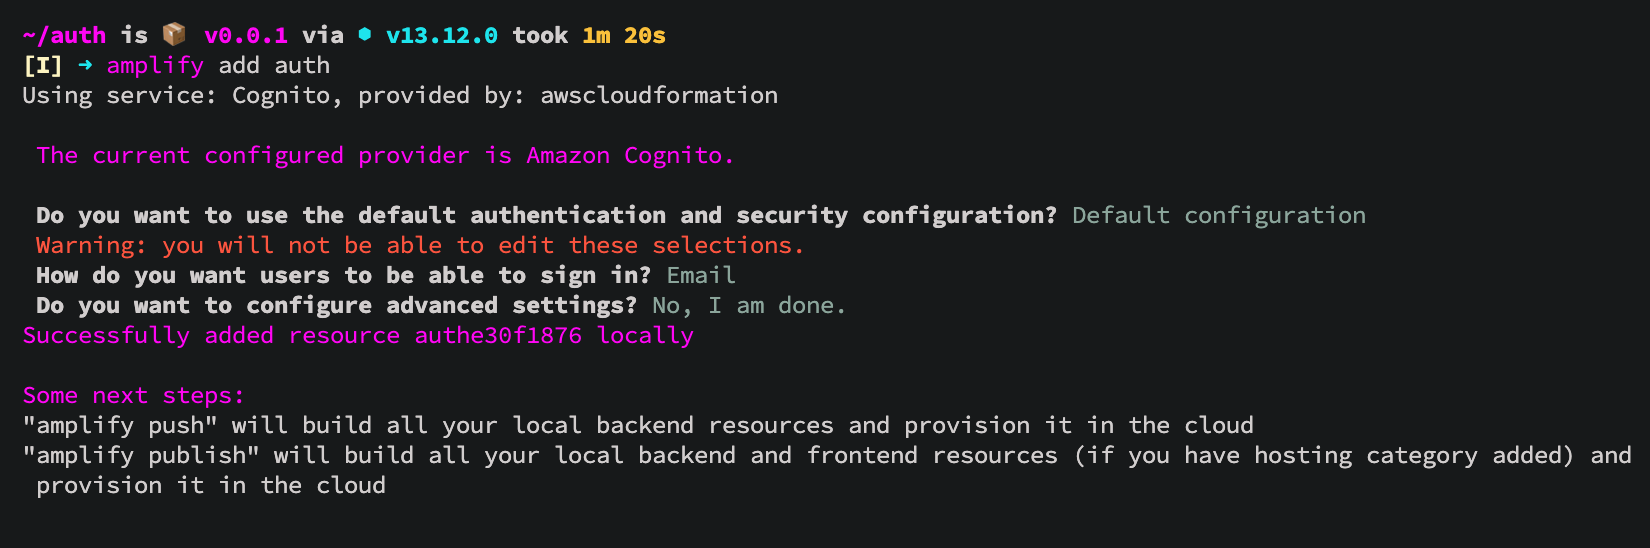 ~/auth is 📦 v0.0.1 via ⬢ v13.12.0 took 1m 20s
[I] ➜ amplify add auth
Using service: Cognito, provided by: awscloudformation
The current configured provider is Amazon Cognito.
Do you want to use the default authentication and security configuration? Default configuration
Warning: you will not be able to edit these selections.
How do you want users to be able to sign in? Email
Do you want to configure advanced settings? No, I am done.
Successfully added resource authe30f1876 locally
Some next steps:
"amplify push" will build all your local backend resources and provision it in the cloud
"amplify publish" will build all your local backend and frontend resources (if you have hosting category added) and
provision it in the cloud